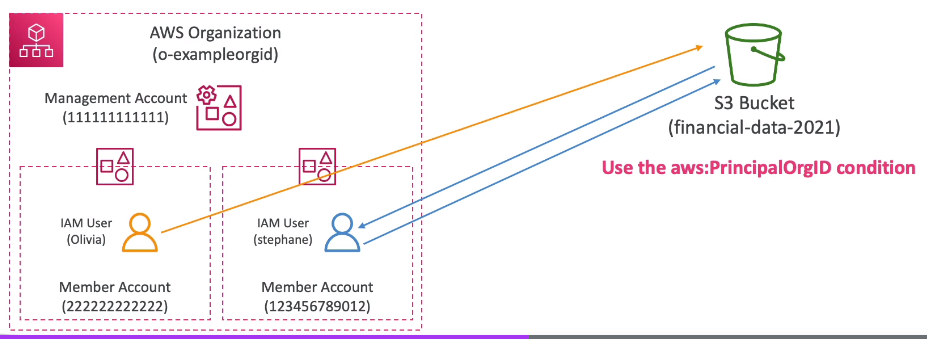 AWS Organization
(o-exampleorgid)
Management Account
(111111111111)
IAM User
(Olivia)
Member Account
(222222222222)
IAM User
(stephane)
Member Account
(123456789012)
S3 Bucket
(financial-data-2021)
Use the aws:PrincipalOrgID condition